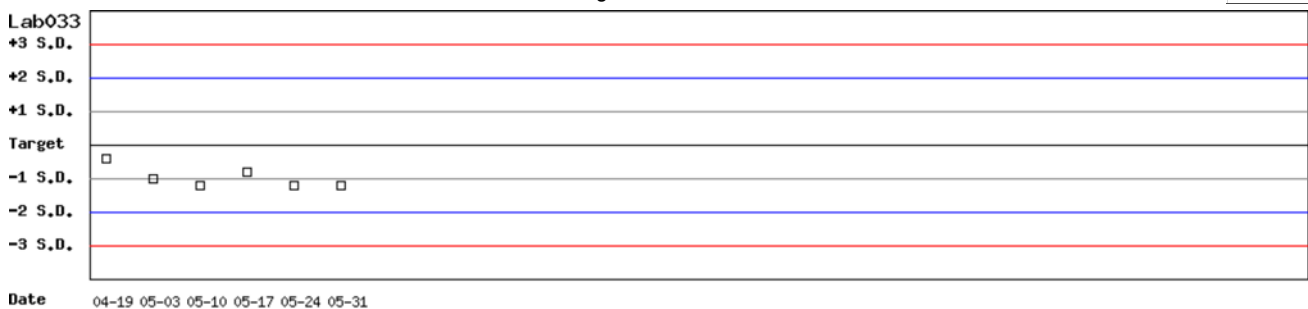 Lab033
+3 S.D.
+2 S.D.
+1 S.D.
Target
-1 S.D.
-2 S.D.
-3 S.D.
Date 04-19 05-03 05-10 05-17 05-24 05-31